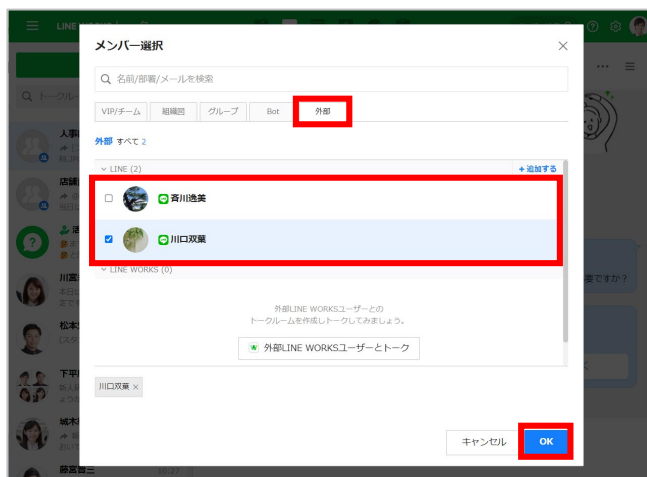 LINE
メンバー選択
名前/部署/メールを検索
VIP/チーム 組織図 グループ Bot 外部
外部 すべて 2
LINE (2) +追加する
斉川逸美
川口双葉
LINE WORKS (0)
外部LINE WORKSユーザーとの
トークルームを作成しトークしてみましょう。
外部LINE WORKSユーザーとトーク
川口双葉
キャンセル OK
人事
店舗
川宮
松本
下平
城木
要ですか?